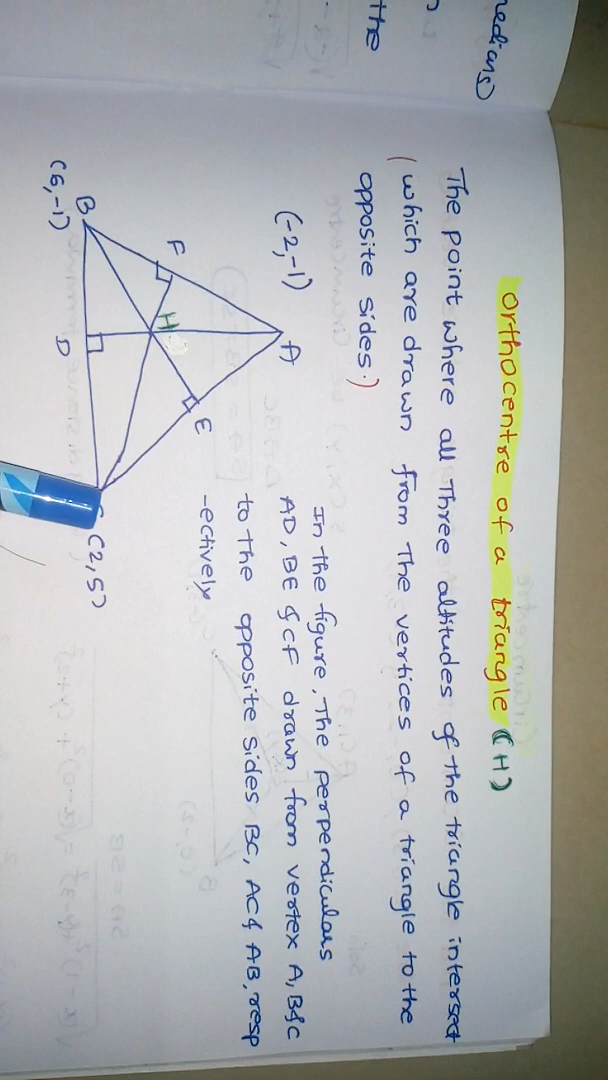 medians)
the
orthocentre of a triangle (H)
The point where all Three altitudes of the triangle intersect
( which are drawn from The vertices of a triangle to the
opposite sides.)
A
(-2,-1)
F
H
E
B
(6,-1)
D
(2,5)
In the figure, The perpendiculars
AD, BE & CF drawn from vertex A, B & C
to the opposite sides BC, AC & AB, resp
-ectively